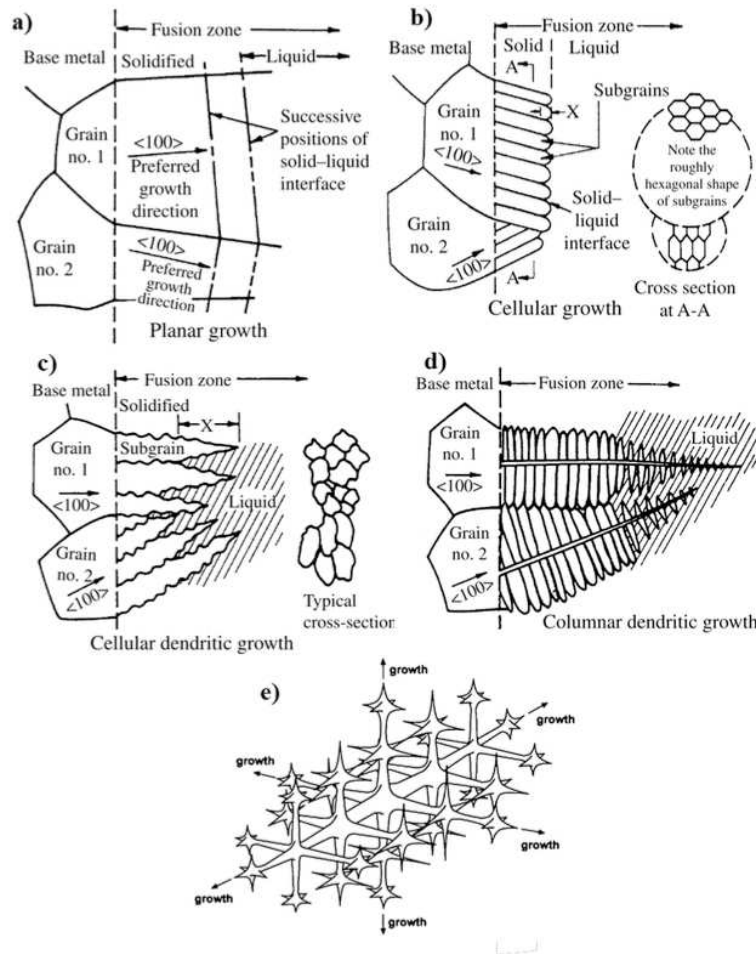 a)
Fusion zone
Base metal
Solidified
Liquid
Grain
no. 1
<100>
Preferred
growth
direction
Successive
positions of
solid–liquid
interface
Grain
no. 2
<100>
Preferred
growth
direction
Planar growth
b)
Fusion zone
Base metal
Solid
Liquid
A
Subgrains
X
Grain
no. 1
<100>
Note the
roughly
hexagonal shape
of subgrains
Solid–
liquid
interface
Grain
no. 2
<100>
A
Cross section
at A-A
Cellular growth
c)
Base metal
Fusion zone
Solidified
X
Grain
no. 1
Subgrain
<100>
Liquid
Grain
no. 2
<100>
Typical
cross-section
Cellular dendritic growth
d)
Base metal
Fusion zone
Liquid
Grain
no. 1
<100>
Grain
no. 2
<100>
Columnar dendritic growth
e)
growth
growth
growth
growth
growth
growth